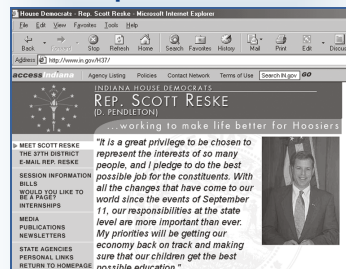 House Democrats - Rep. Scott Reske - Microsoft Internet Explorer
File Edit View Favorites Tools Help
Back Forward Stop Refresh Home Search Favorites History Mail Print Edit
Address http://www.in.gov/H37/
accessIndiana Agency Listing Policies Contact Network Terms of Use Search IN.gov GO
INDIANA HOUSE DEMOCRATS
REP. SCOTT RESKE
(D. PENDLETON)
...working to make life better for Hoosiers
MEET SCOTT RESKE
THE 37TH DISTRICT
E-MAIL REP. RESKE
SESSION INFORMATION
BILLS
WOULD YOU LIKE TO
BE A PAGE?
INTERNSHIPS
MEDIA
PUBLICATIONS
NEWSLETTERS
STATE AGENCIES
PERSONAL LINKS
RETURN TO HOMEPAGE
"It is a great privilege to be chosen to
represent the interests of so many
people, and I pledge to do the best
possible job for the constituents. With
all the changes that have come to our
world since the events of September
11, our responsibilities at the state
level are more important than ever.
My priorities will be getting our
economy back on track and making
sure that our children get the best
possible education."